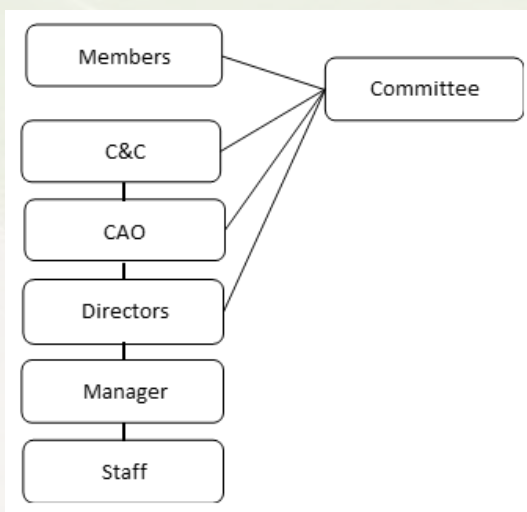 Members
Committee
C&C
CAO
Directors
Manager
Staff